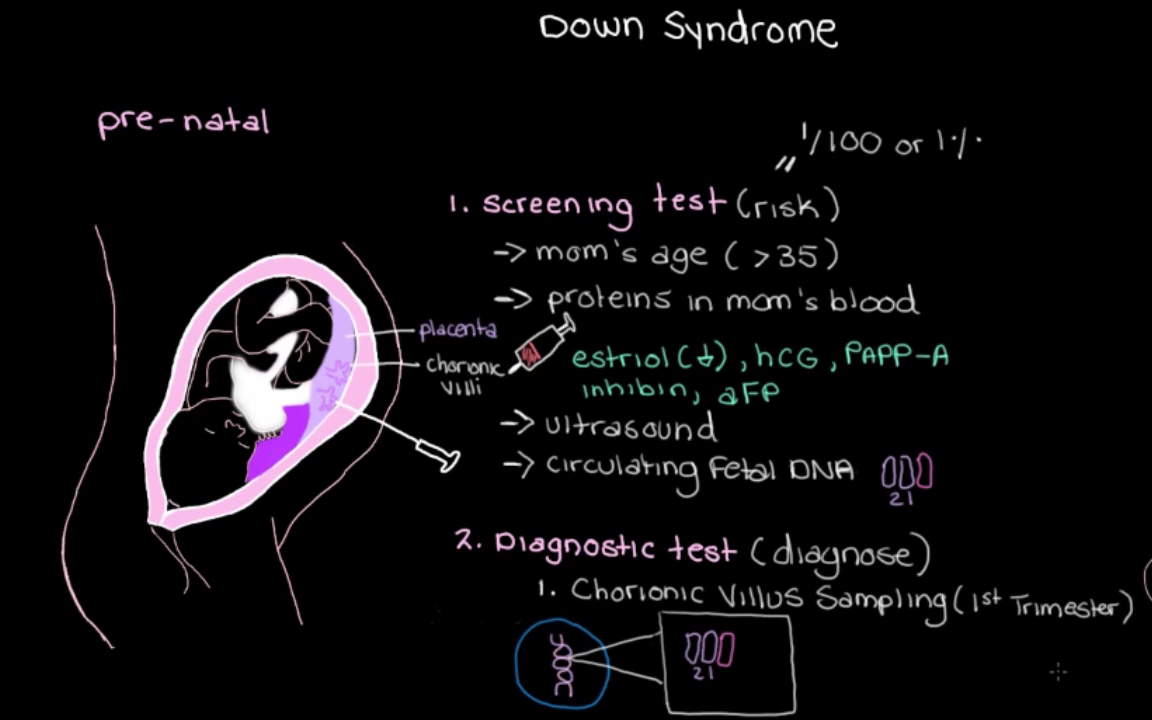 Down Syndrome
pre-natal
1/100 or 1%
1. Screening test (risk)
-> mom's age ( >35)
-> proteins in mom's blood
placenta
chorionic
villi
estriol (↓), hCG, PAPP-A
inhibin, aFP
-> ultrasound
-> circulating Fetal DNA
21
2. Diagnostic test (diagnose)
1. Chorionic Villus Sampling (1st Trimester)
21